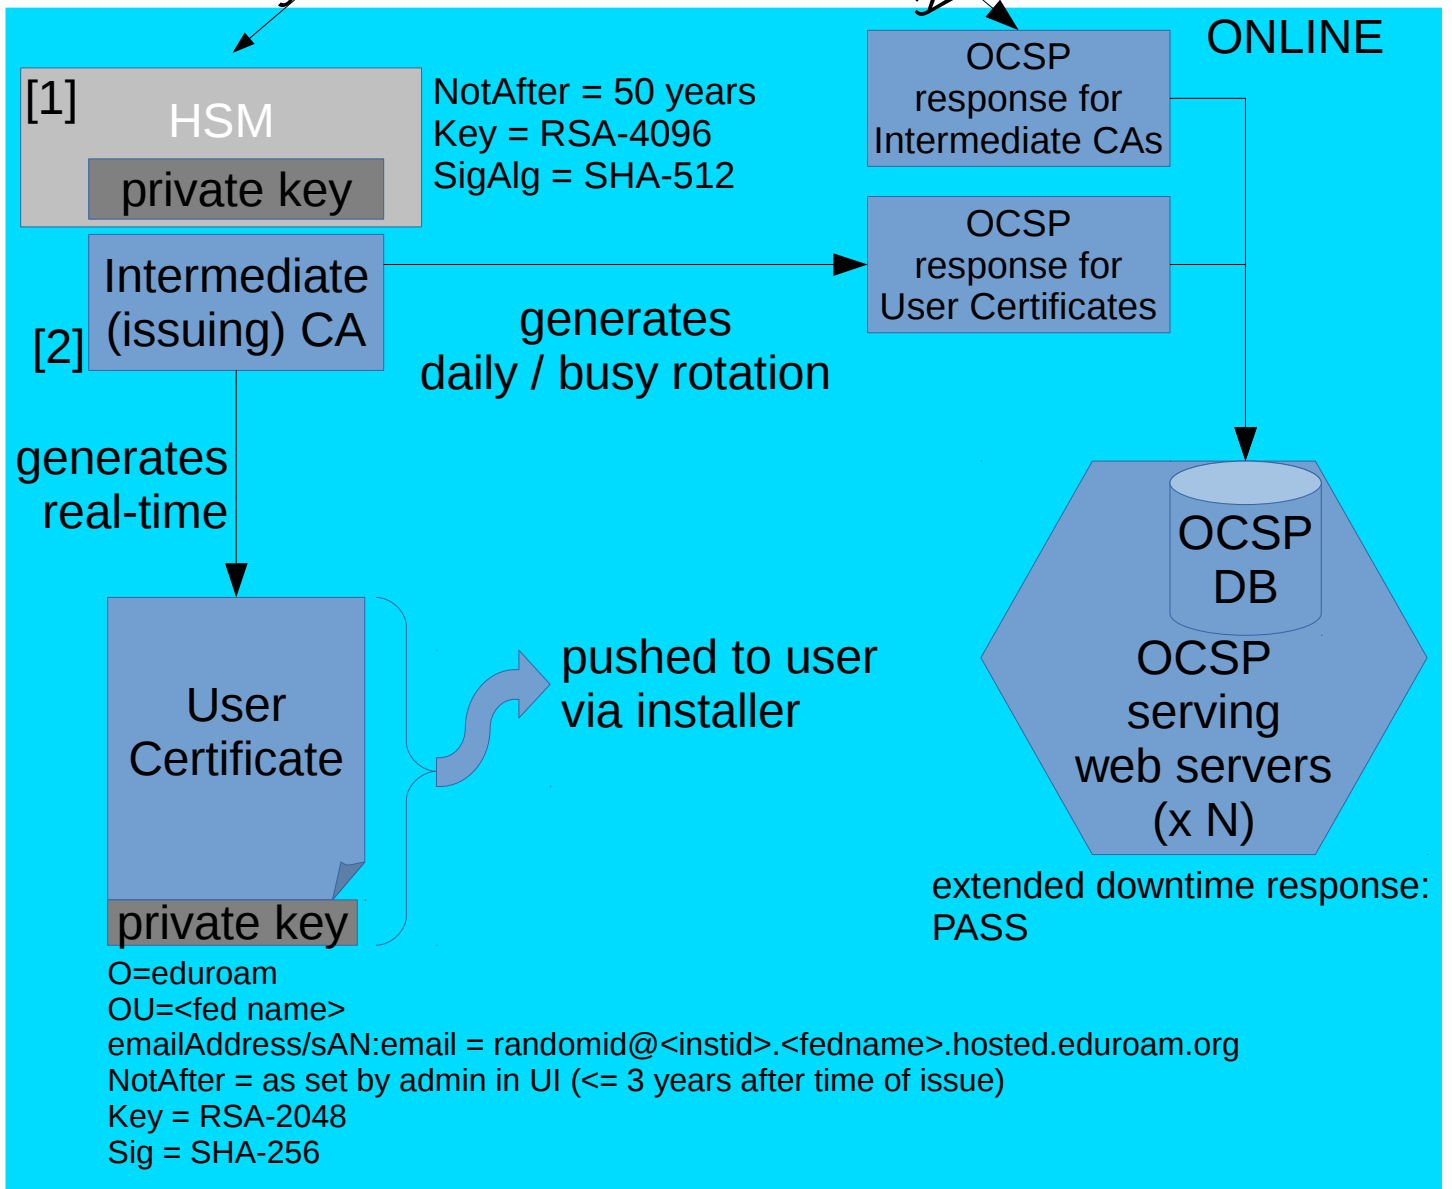 ONLINE
[1]
HSM
private key
NotAfter = 50 years
Key = RSA-4096
SigAlg = SHA-512
OCSP
response for
Intermediate CAs
OCSP
response for
User Certificates
Intermediate
(issuing) CA
[2]
generates
daily / busy rotation
generates
real-time
OCSP
DB
OCSP
serving
web servers
(x N)
extended downtime response:
PASS
User
Certificate
private key
pushed to user
via installer
O=eduroam
OU=<fed name>
emailAddress/sAN:email = randomid@<instid>.<fedname>.hosted.eduroam.org
NotAfter = as set by admin in UI (<= 3 years after time of issue)
Key = RSA-2048
Sig = SHA-256